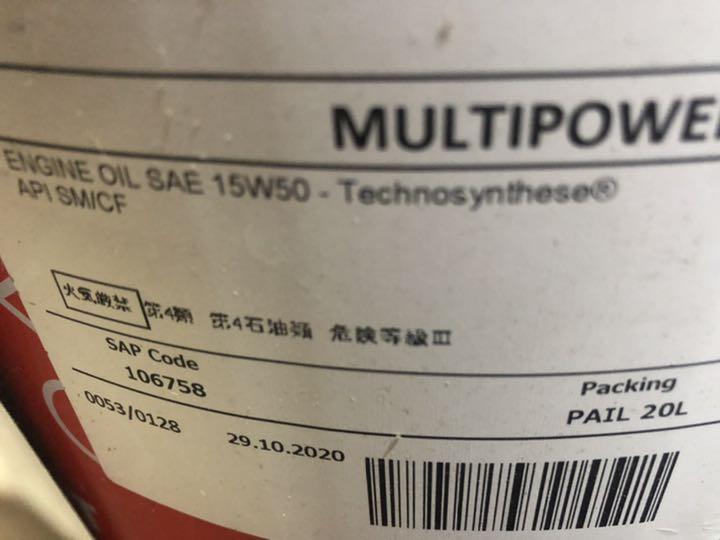 MULTIPOWE
ENGINE OIL SAE 15W50 - Technosynthese®
API SM/CF
火気厳禁 第4類 第4石油類 危険等級Ⅲ
SAP Code
106758
Packing
PAIL 20L
0053/0128
29.10.2020